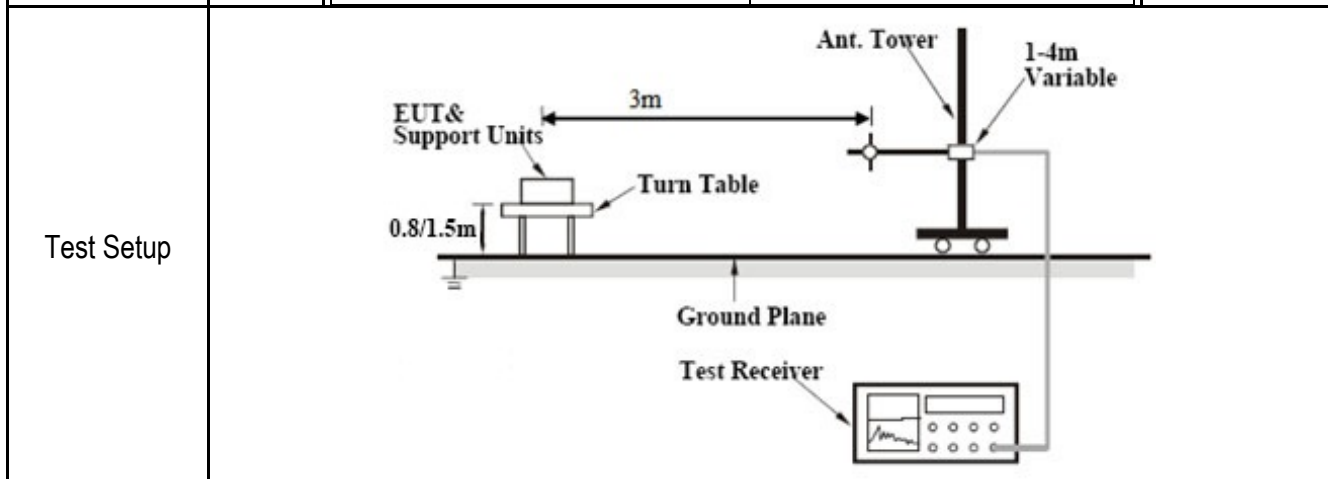 Test Setup
Ant. Tower
1-4m
Variable
3m
EUT&
Support Units
Turn Table
0.8/1.5m
Ground Plane
Test Receiver